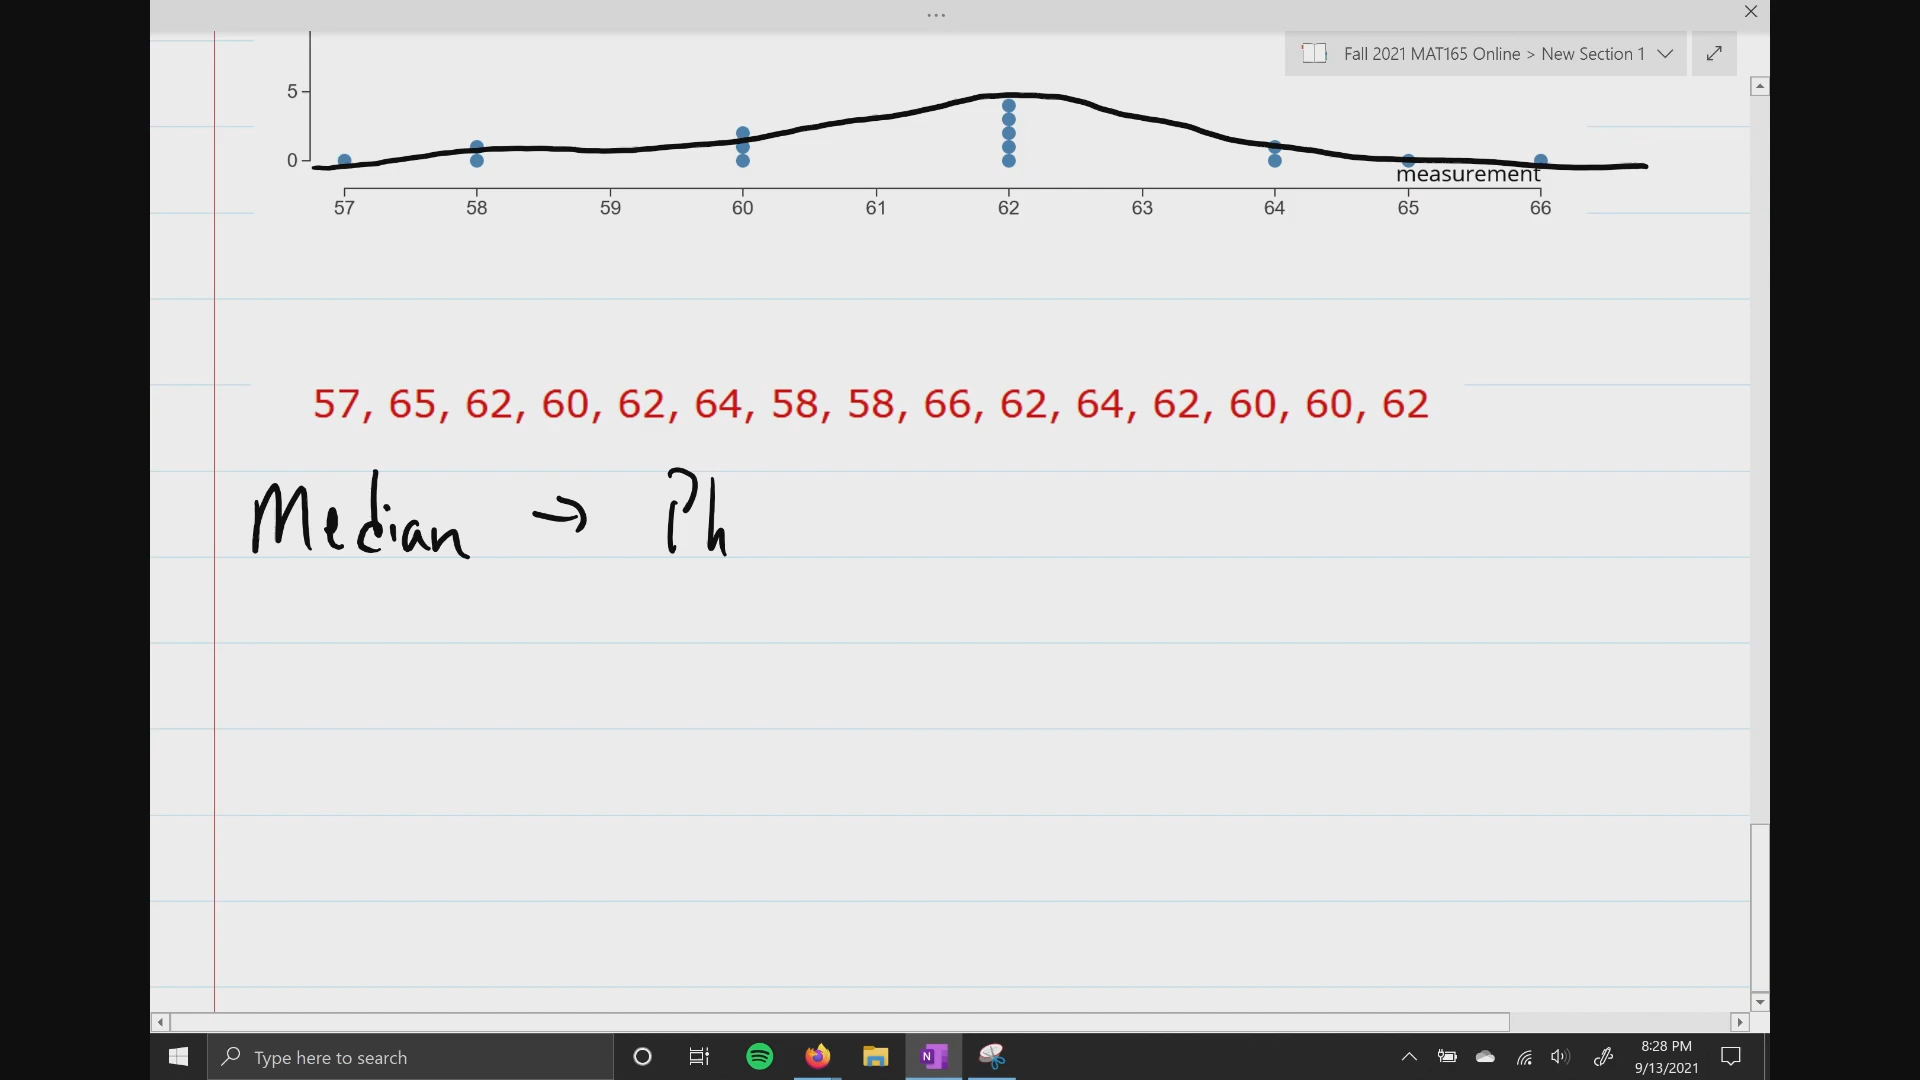 Fall 2021 MAT165 Online > New Section 1
5
0
measurement
57 58 59 60 61 62 63 64 65 66
57, 65, 62, 60, 62, 64, 58, 58, 66, 62, 64, 62, 60, 60, 62
Median → Ph
Type here to search
8:28 PM
9/13/2021